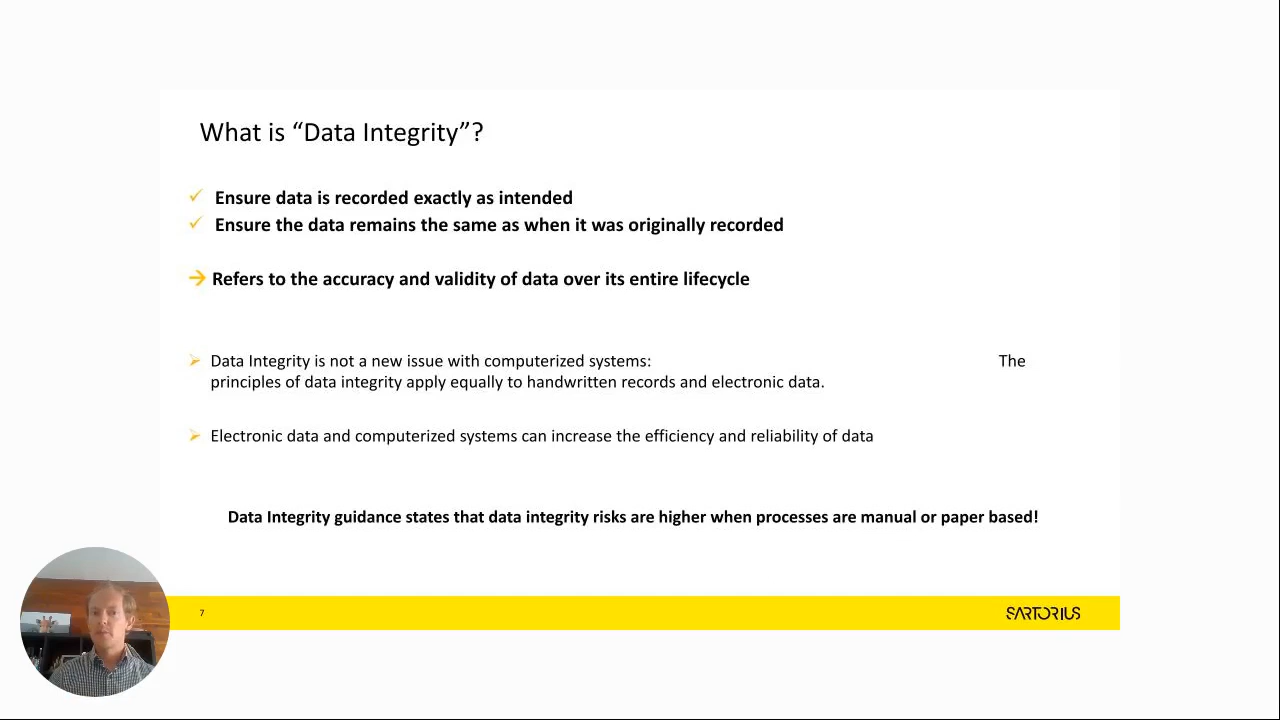 What is “Data Integrity”?
Ensure data is recorded exactly as intended
Ensure the data remains the same as when it was originally recorded
Refers to the accuracy and validity of data over its entire lifecycle
Data Integrity is not a new issue with computerized systems: The
principles of data integrity apply equally to handwritten records and electronic data.
Electronic data and computerized systems can increase the efficiency and reliability of data
Data Integrity guidance states that data integrity risks are higher when processes are manual or paper based!
7
SARTORIUS